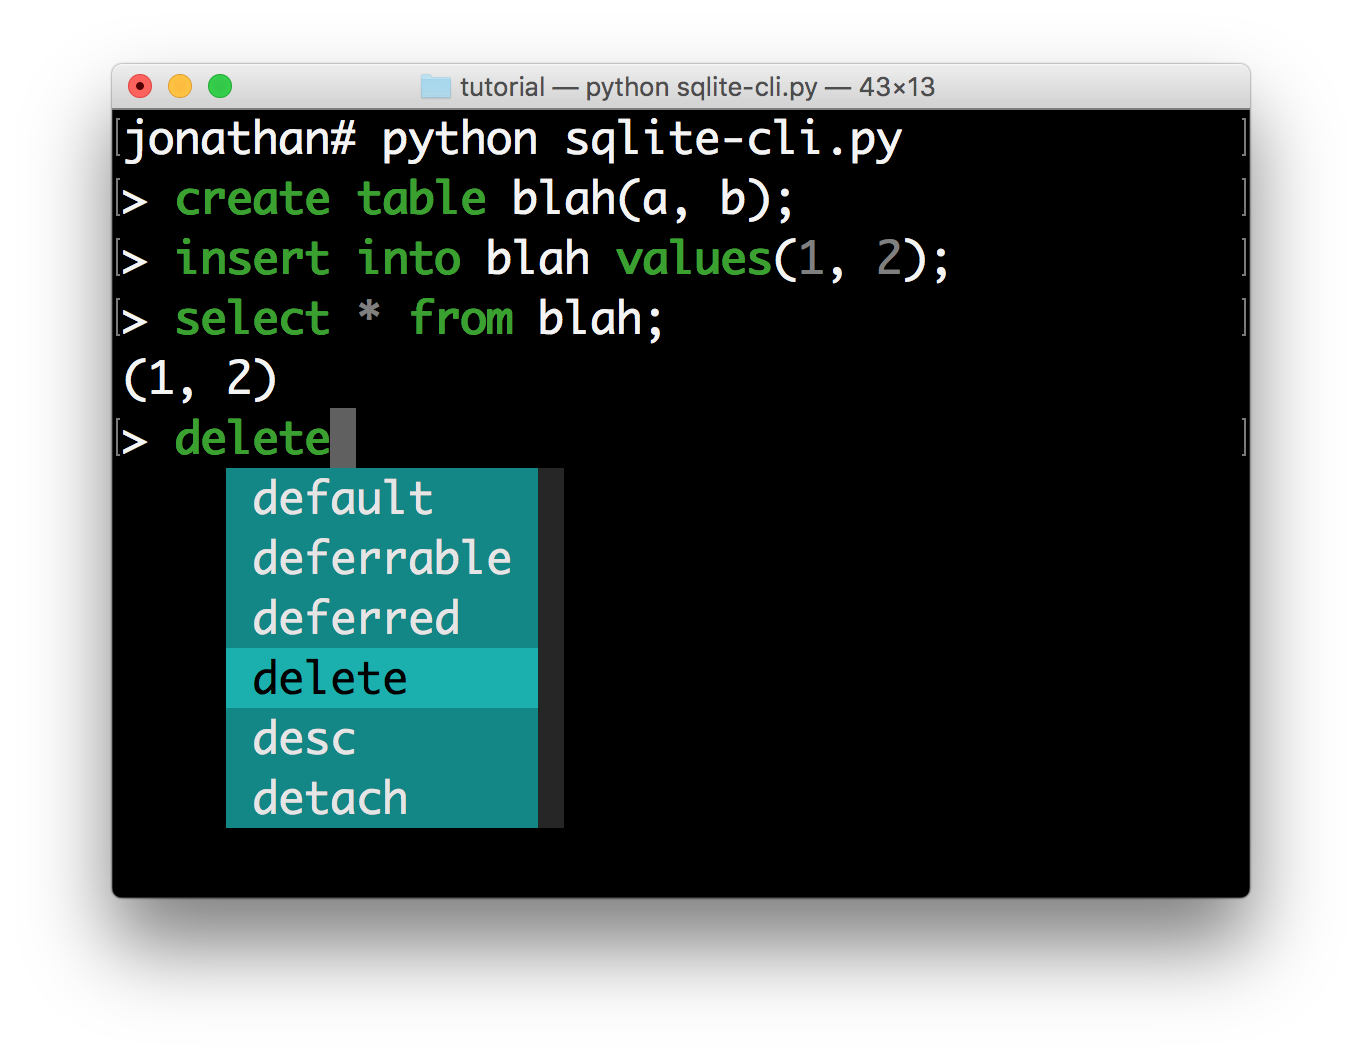 tutorial — python sqlite-cli.py — 43×13
jonathan# python sqlite-cli.py
> create table blah(a, b);
> insert into blah values(1, 2);
> select * from blah;
(1, 2)
> delete
default
deferrable
deferred
delete
desc
detach